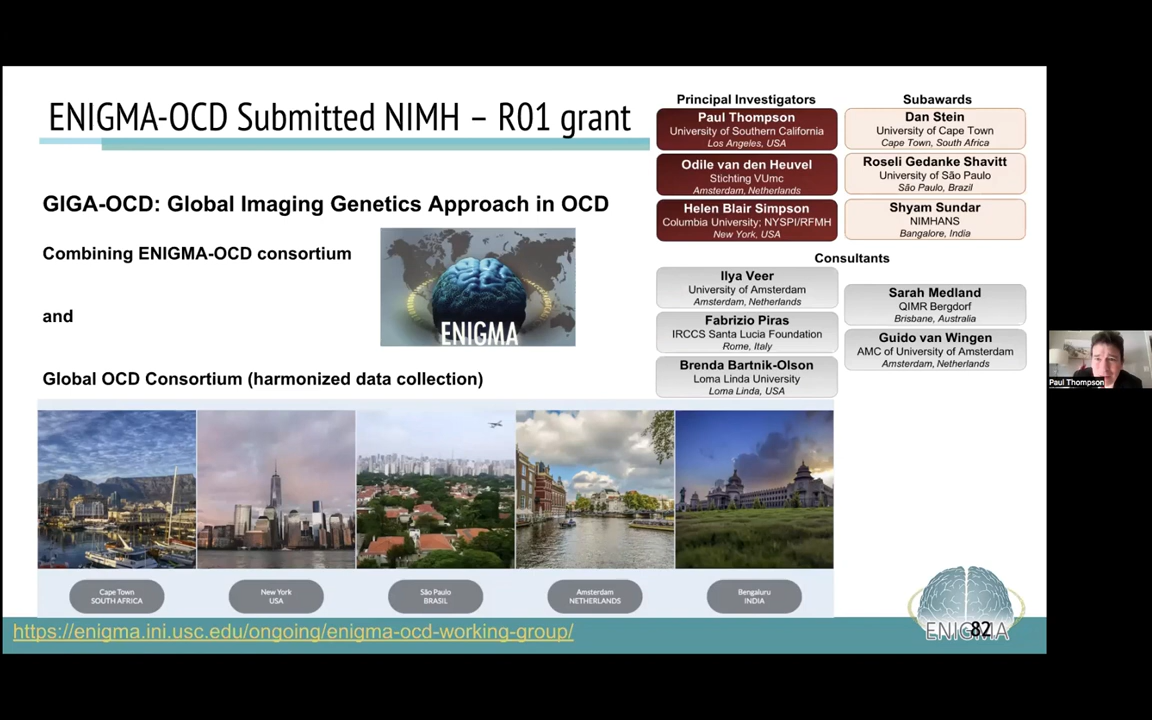 ENIGMA-OCD Submitted NIMH – R01 grant
GIGA-OCD: Global Imaging Genetics Approach in OCD
Combining ENIGMA-OCD consortium
and
Global OCD Consortium (harmonized data collection)
ENIGMA
Principal Investigators
Paul Thompson
University of Southern California
Los Angeles, USA
Odile van den Heuvel
Stichting VUmc
Amsterdam, Netherlands
Helen Blair Simpson
Columbia University; NYSPI/RFMH
New York, USA
Subawards
Dan Stein
University of Cape Town
Cape Town, South Africa
Roseli Gedanke Shavitt
University of São Paulo
São Paulo, Brazil
Shyam Sundar
NIMHANS
Bangalore, India
Consultants
Ilya Veer
University of Amsterdam
Amsterdam, Netherlands
Fabrizio Piras
IRCCS Santa Lucia Foundation
Rome, Italy
Brenda Bartnik-Olson
Loma Linda University
Loma Linda, USA
Sarah Medland
QIMR Bergdorf
Brisbane, Australia
Guido van Wingen
AMC of University of Amsterdam
Amsterdam, Netherlands
Cape Town
SOUTH AFRICA
New York
USA
São Paulo
BRASIL
Amsterdam
NETHERLANDS
Bengaluru
INDIA
https://enigma.ini.usc.edu/ongoing/enigma-ocd-working-group/
ENIGMA
82
Paul Thompson